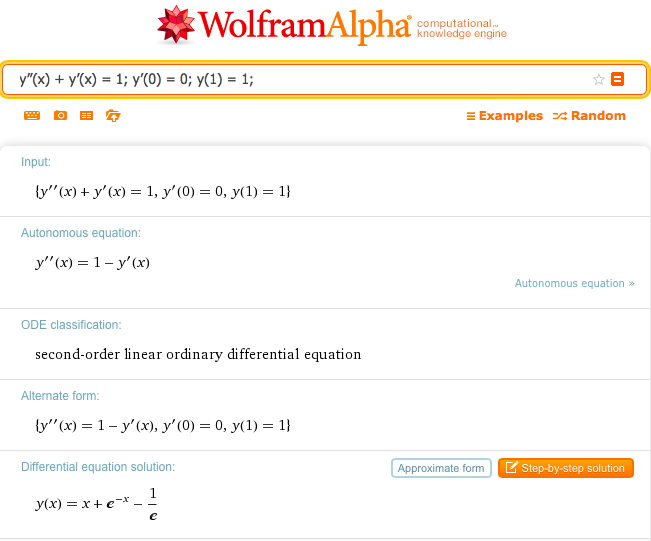 WolframAlpha® computational... knowledge engine
y″(x) + y′(x) = 1; y′(0) = 0; y(1) = 1;
Examples Random
Input:
{y′′(x) + y′(x) = 1, y′(0) = 0, y(1) = 1}
Autonomous equation:
y′′(x) = 1 – y′(x)
Autonomous equation »
ODE classification:
second-order linear ordinary differential equation
Alternate form:
{y′′(x) = 1 – y′(x), y′(0) = 0, y(1) = 1}
Differential equation solution: Approximate form Step-by-step solution
y(x) = x + e^(-x) – 1/e